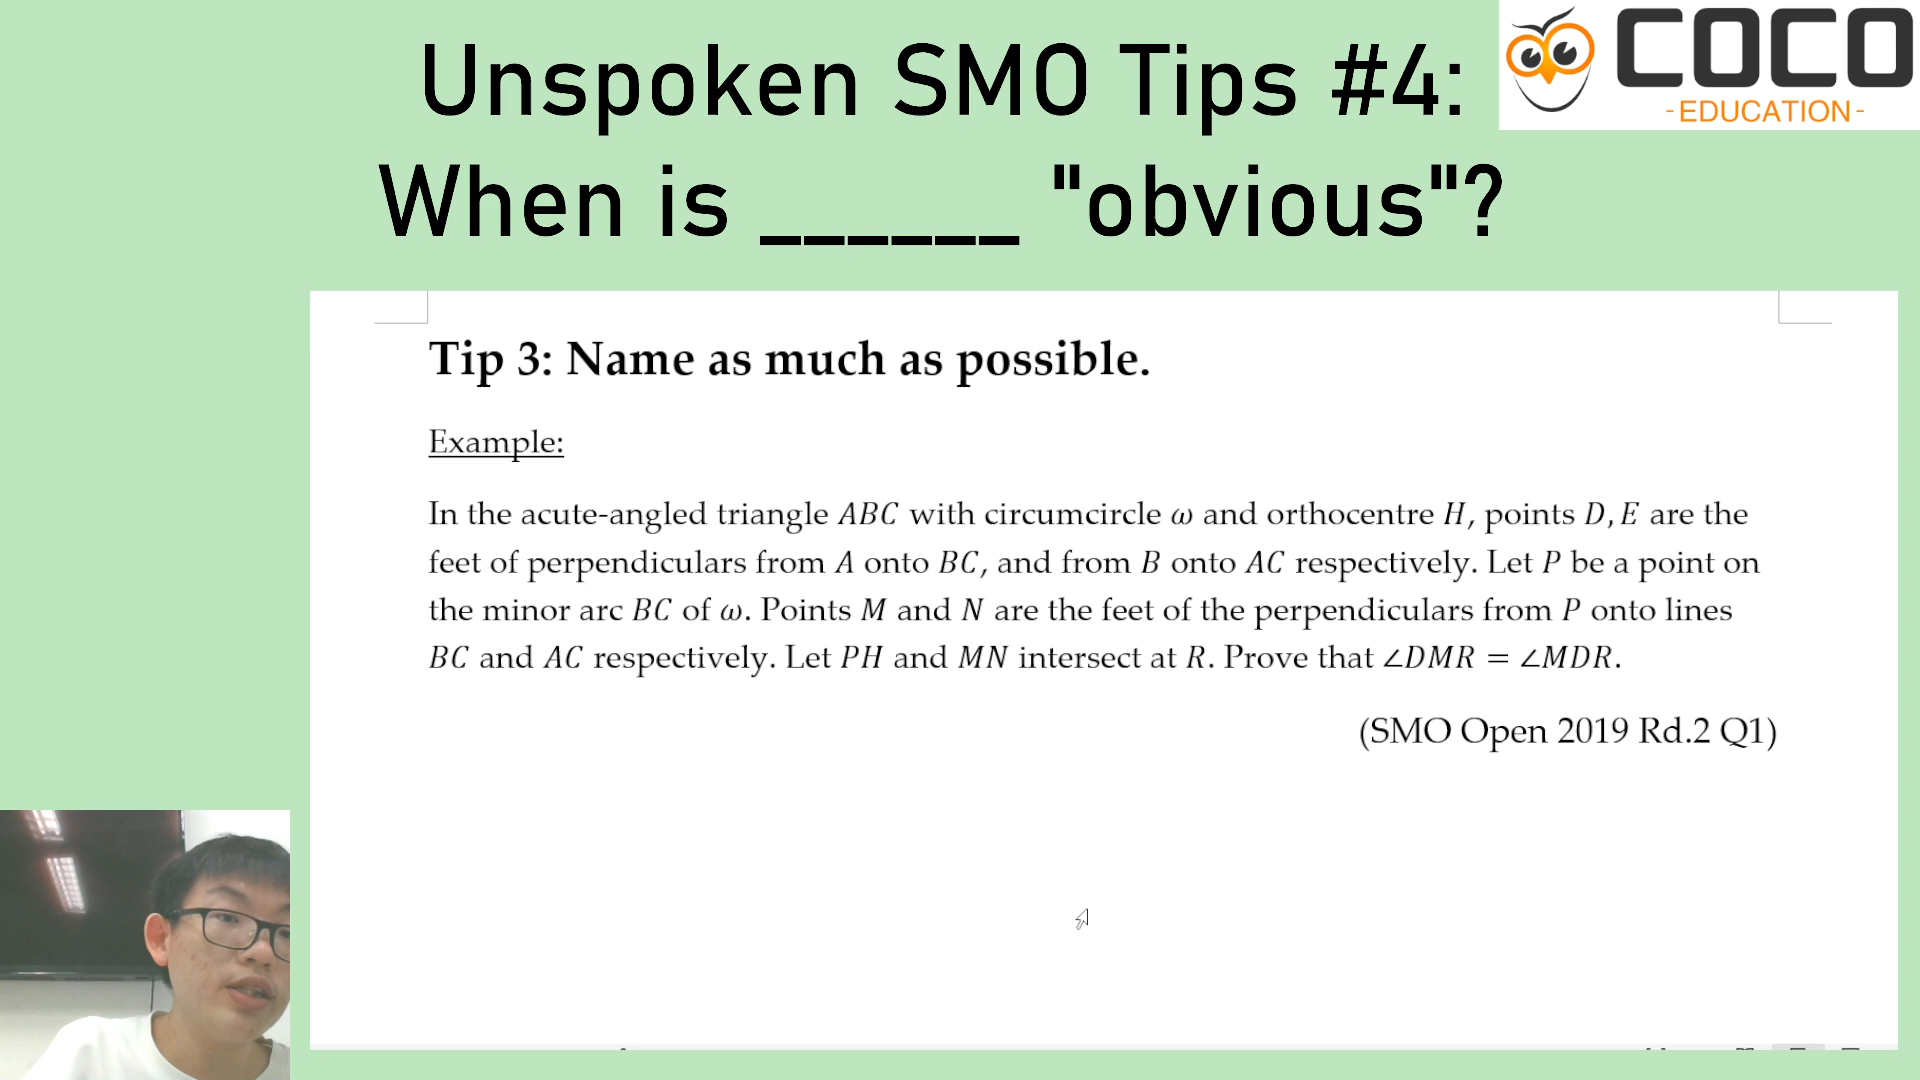 Unspoken SMO Tips #4:
When is ______ "obvious"?
COCO
-EDUCATION-
Tip 3: Name as much as possible.
Example:
In the acute-angled triangle ABC with circumcircle ω and orthocentre H, points D, E are the
feet of perpendiculars from A onto BC, and from B onto AC respectively. Let P be a point on
the minor arc BC of ω. Points M and N are the feet of the perpendiculars from P onto lines
BC and AC respectively. Let PH and MN intersect at R. Prove that ∠DMR = ∠MDR.
(SMO Open 2019 Rd.2 Q1)